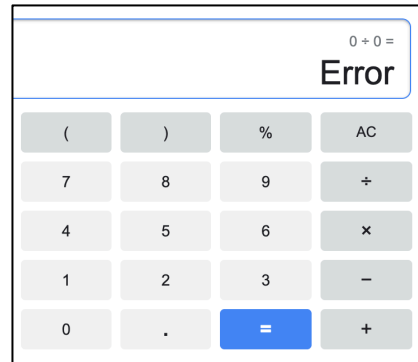 0 ÷ 0 =
Error
( ) % AC
7 8 9 ÷
4 5 6 ×
1 2 3 −
0 . = +